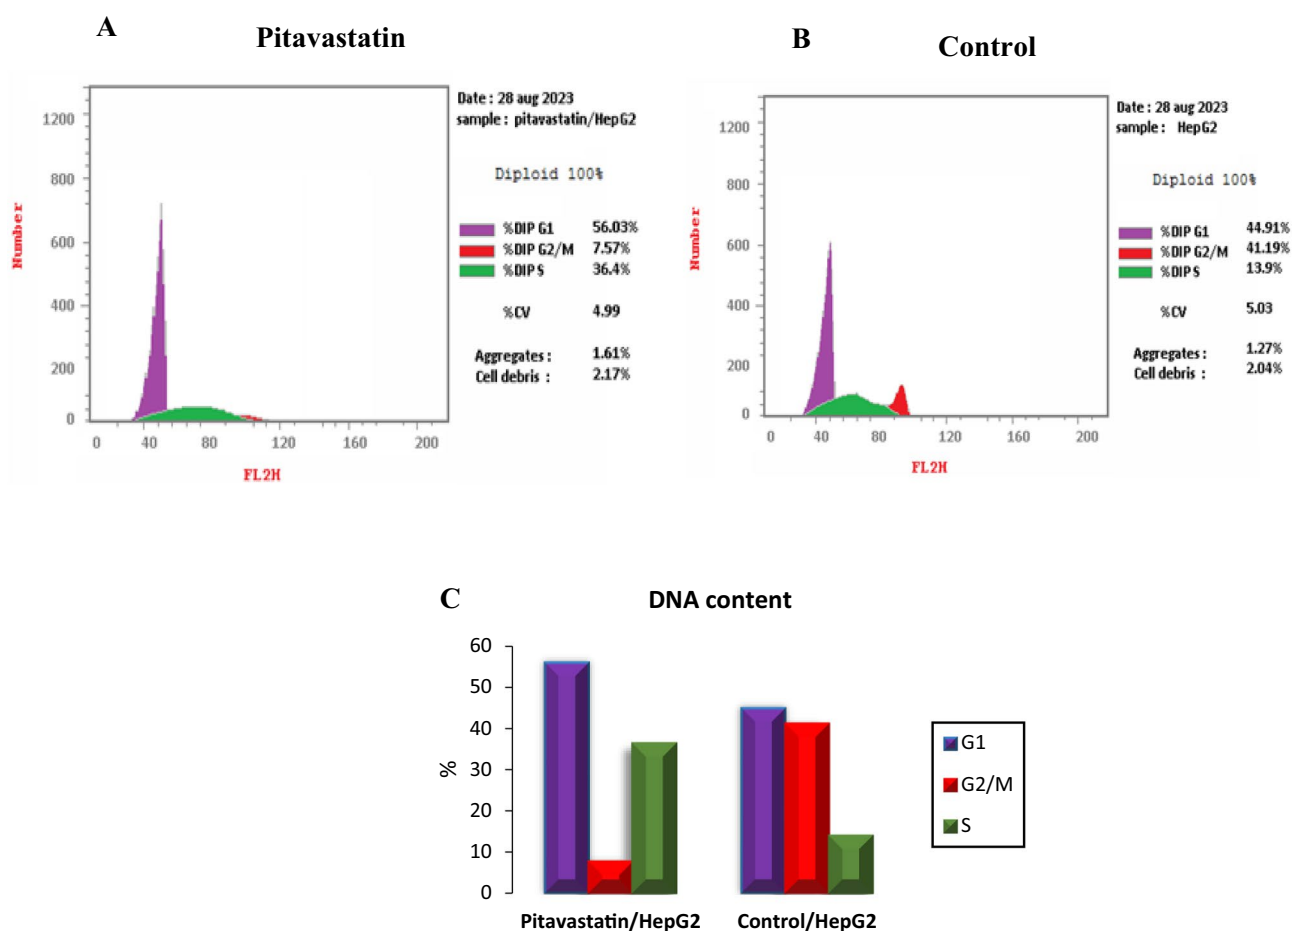 A
Pitavastatin
Date : 28 aug 2023
sample : pitavastatin/HepG2
Diploid 100%
%DIP G1 56.03%
%DIP G2/M 7.57%
%DIP S 36.4%
%CV 4.99
Aggregates : 1.61%
Cell debris : 2.17%
Number
1200
800
600
400
200
0
0 40 80 120 160 200
FL2H
B
Control
Date : 28 aug 2023
sample : HepG2
Diploid 100%
%DIP G1 44.91%
%DIP G2/M 41.19%
%DIP S 13.9%
%CV 5.03
Aggregates : 1.27%
Cell debris : 2.04%
Number
1200
800
600
400
200
0
0 40 80 120 160 200
FL2H
C
DNA content
%
60
50
40
30
20
10
0
Pitavastatin/HepG2 Control/HepG2
G1
G2/M
S